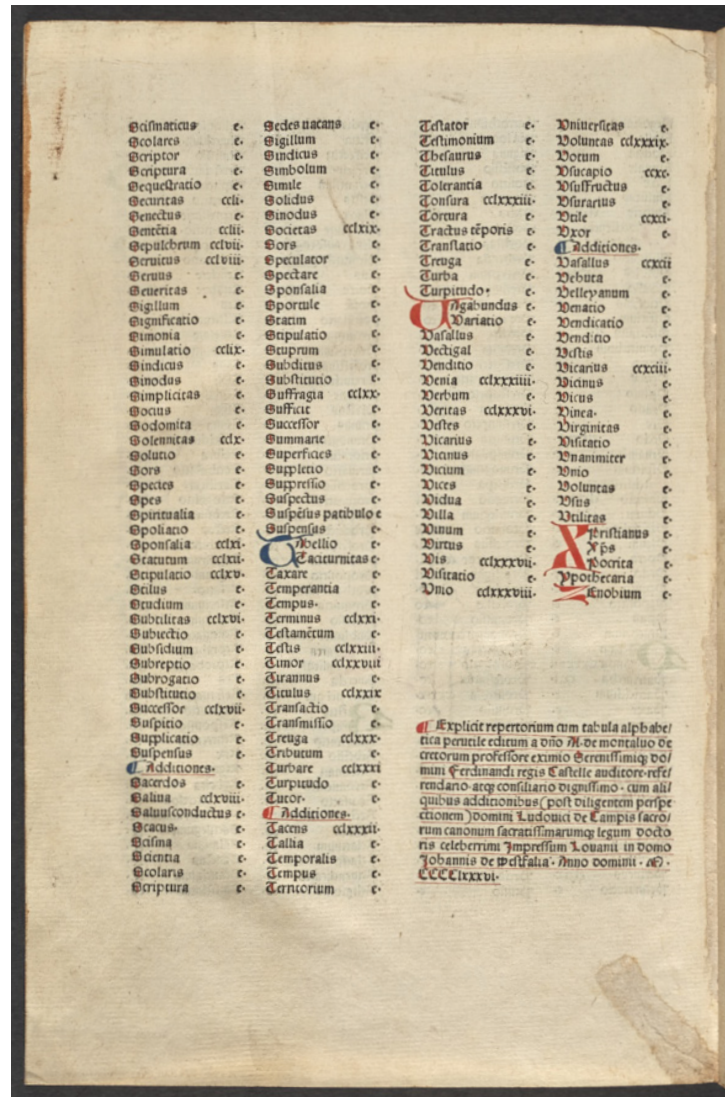 Scismaticus e.
Scolares e.
Scriptor e.
Scriptura e.
Sequestratio e.
Securitas ccli.
Senectus e.
Sentētia cclii.
Sepulchrum cclvii.
Seruitus cclviii.
Seruus e.
Seueritas e.
Sigillum e.
Significatio e.
Simonia e.
Simulatio cclix.
Sindicus e.
Sinodus e.
Simplicitas e.
Socius e.
Sodomita e.
Solennitas cclx.
Solutio e.
Sors e.
Species e.
Spes e.
Spiritualia e.
Spoliatio e.
Sponsalia cclxi.
Statutum cclxii.
Stipulatio cclxv.
Stilus e.
Studium e.
Subtilitas cclxvi.
Subiectio e.
Subsidium e.
Subreptio e.
Subrogatio e.
Substitutio e.
Successor cclxvii.
Suspitio e.
Supplicatio e.
Suspensus e.
¶ Additiones.
Sacerdos e.
Saliua cclxviii.
Saluusconductus e.
Scacus. e.
Scisma e.
Scientia e.
Scolaris e.
Scriptura e.
Sedes uacans e.
Sigillum e.
Sindicus e.
Simbolum e.
Simile e.
Solidus e.
Sinodus e.
Societas cclxix.
Sors e.
Speculator e.
Spectare e.
Sponsalia e.
Sportule e.
Statim e.
Stipulatio e.
Stuprum e.
Subditus e.
Substitutio e.
Suffragia cclxx.
Sufficit e.
Successor e.
Summarie e.
Superficies e.
Suppletio e.
Suppressio e.
Suspectus e.
Suspēsus patibulo e
Suspensus e.
TAbellio e.
Taciturnitas e.
Taxare e.
Temperantia e.
Tempus. e.
Terminus cclxxi.
Testamētum e.
Testis cclxxiii.
Timor cclxxviii
Tirannus e.
Titulus cclxxix
Transactio e.
Transmissio e.
Treuga cclxxx.
Tributum e.
Turbare cclxxxi
Turpitudo e.
Tutor. e.
¶ Additiones.
Tacens cclxxxii.
Tallia e.
Temporalis e.
Tempus e.
Territorium e.
Testator e.
Testimonium e.
Thesaurus e.
Titulus e.
Tolerantia e.
Tonsura cclxxxiii.
Tortura e.
Tractus tēporis e.
Translatio e.
Treuga e.
Turba e.
Turpitudo. e.
VAgabundus e.
Variatio e.
Vasallus e.
Vectigal e.
Venditio e.
Venia cclxxxiiii.
Verbum e.
Veritas cclxxxvi.
Vestes e.
Vicarius e.
Vicinus e.
Vicium e.
Vices e.
Vidua e.
Villa e.
Vinum e.
Virtus e.
Vis cclxxxvii.
Visitatio e.
Vnio cclxxxviii.
Vniuersitas e.
Voluntas cclxxxix.
Votum e.
Vsucapio ccxc.
Vsusfructus e.
Vsurarius e.
Vtile ccxci.
Vxor e.
¶ Additiones.
Vasallus ccxcii
Vehuta e.
Velleyanum e.
Venatio e.
Vendicatio e.
Venditio e.
Vestis e.
Vicarius ccxciii.
Vicinus e.
Vicus e.
Vinea. e.
Virginitas e.
Visitatio e.
Vnanimiter e.
Vnio e.
Voluntas e.
Vsus e.
Vtilitas e.
XPristianus e.
Xp̄s e.
Ypocrita e.
Ypothecaria e.
ZEnobium e.
¶ Explicit repertorium cum tabula alphabe/
tica perutile editum a dño M. de montaluo de
cretorum professore eximio Serenissimiq; do/
mini Ferdinandi regis Castelle auditore.refe/
rendario.atq; consiliario dignissimo. cum ali/
quibus additionibus (post diligentem perspe
ctionem) domini Ludouici de Campis sacro/
rum canonum sacratissimarumq; legum docto
ris celeberrimi Impressum Louanii in domo
Johannis de westfalia. Anno dominii. M.
CCCClxxxvi.